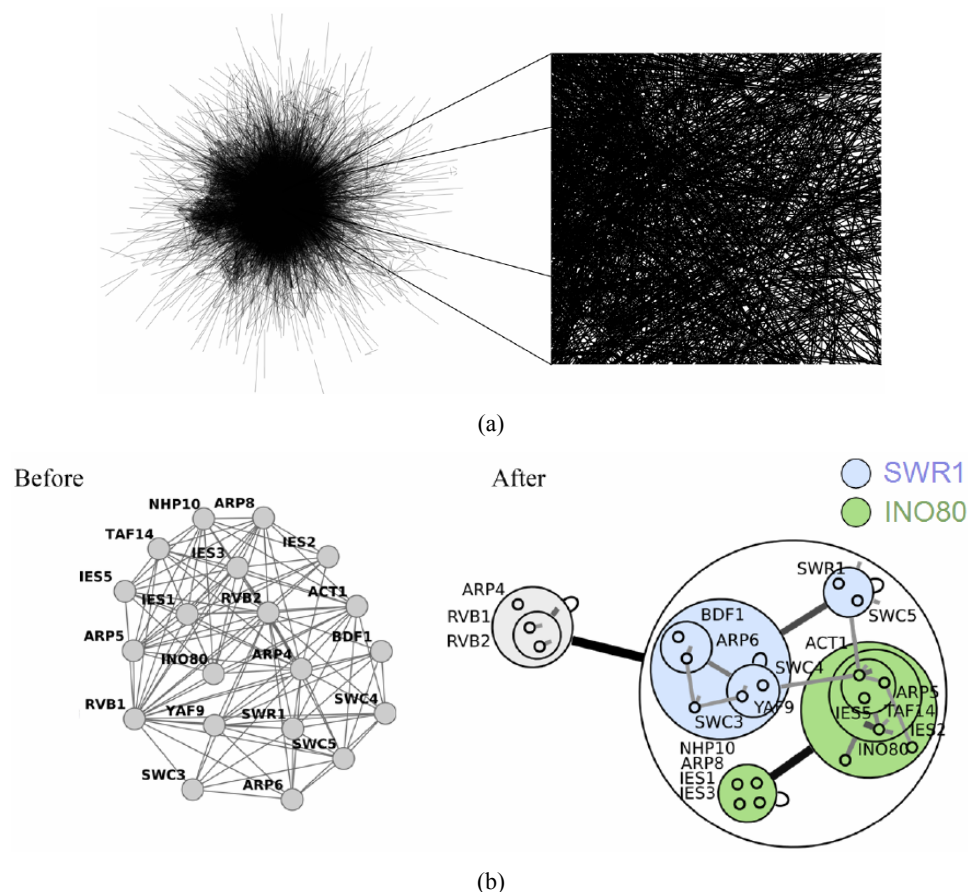 (a)
Before
After
SWR1
INO80
NHP10 ARP8
TAF14
IES3
IES2
IES5
IES1
RVB2
ACT1
ARP5
BDF1
INO80
ARP4
RVB1
YAF9
SWR1
SWC4
SWC5
SWC3
ARP6
ARP4
RVB1
RVB2
BDF1
ARP6
SWR1
SWC5
ACT1
SWC4
YAF9
SWC3
ARP5
IES5
TAF14
IES2
INO80
NHP10
ARP8
IES1
IES3
(b)